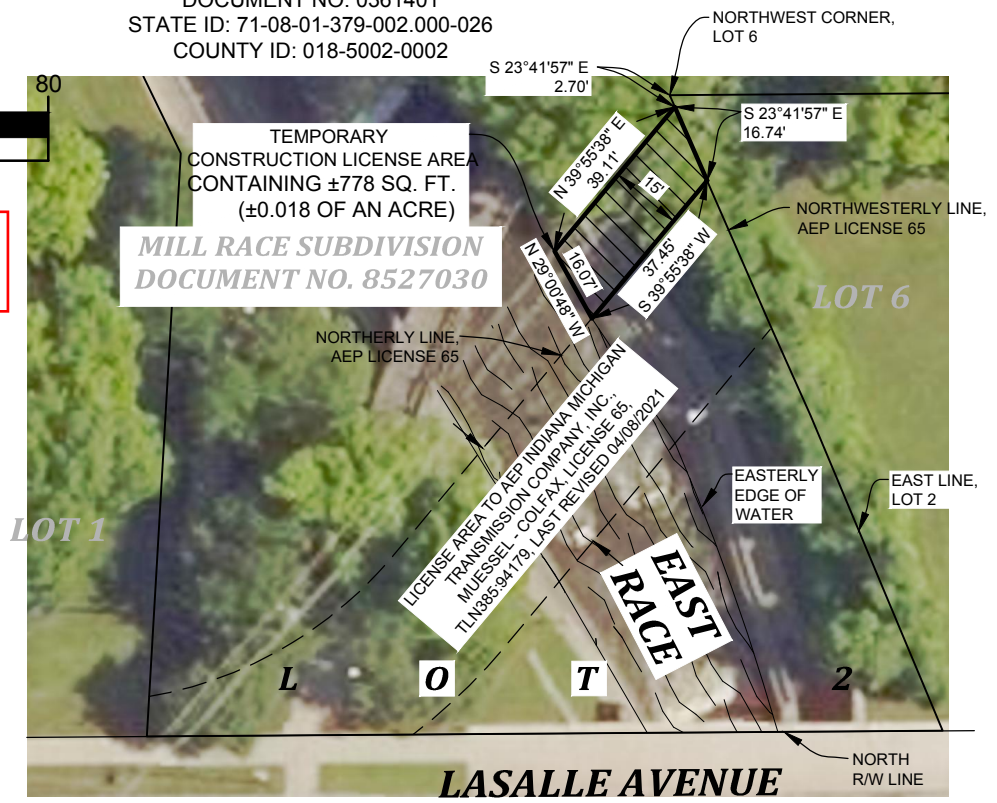 DOCUMENT NO. 0361401
STATE ID: 71-08-01-379-002.000-026
COUNTY ID: 018-5002-0002
NORTHWEST CORNER,
LOT 6
S 23°41'57" E
2.70'
80
S 23°41'57" E
16.74'
TEMPORARY
CONSTRUCTION LICENSE AREA
CONTAINING ±778 SQ. FT.
(±0.018 OF AN ACRE)
N 39°55'38" E
39.11'
15'
NORTHWESTERLY LINE,
AEP LICENSE 65
MILL RACE SUBDIVISION
DOCUMENT NO. 8527030
16.07'
N 29°00'48" W
37.45'
S 39°55'38" W
LOT 6
NORTHERLY LINE,
AEP LICENSE 65
LICENSE AREA TO AEP INDIANA MICHIGAN
TRANSMISSION COMPANY, INC.,
MUESSEL - COLFAX, LICENSE 65,
TLN385:94179, LAST REVISED 04/08/2021
EASTERLY
EDGE OF
WATER
EAST LINE,
LOT 2
LOT 1
EAST
RACE
L O T 2
NORTH
R/W LINE
LASALLE AVENUE